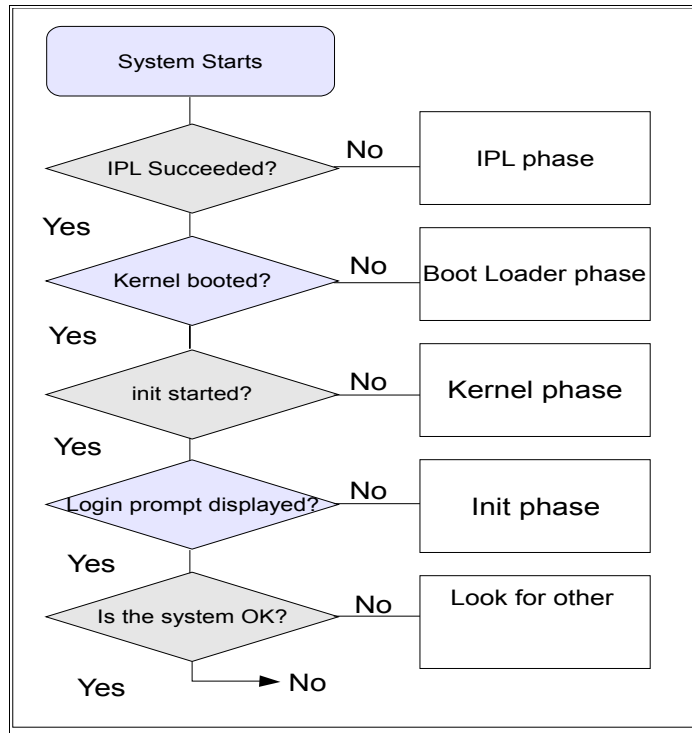 System Starts
IPL Succeeded?
No
IPL phase
Yes
Kernel booted?
No
Boot Loader phase
Yes
init started?
No
Kernel phase
Yes
Login prompt displayed?
No
Init phase
Yes
Is the system OK?
No
Look for other
Yes
No